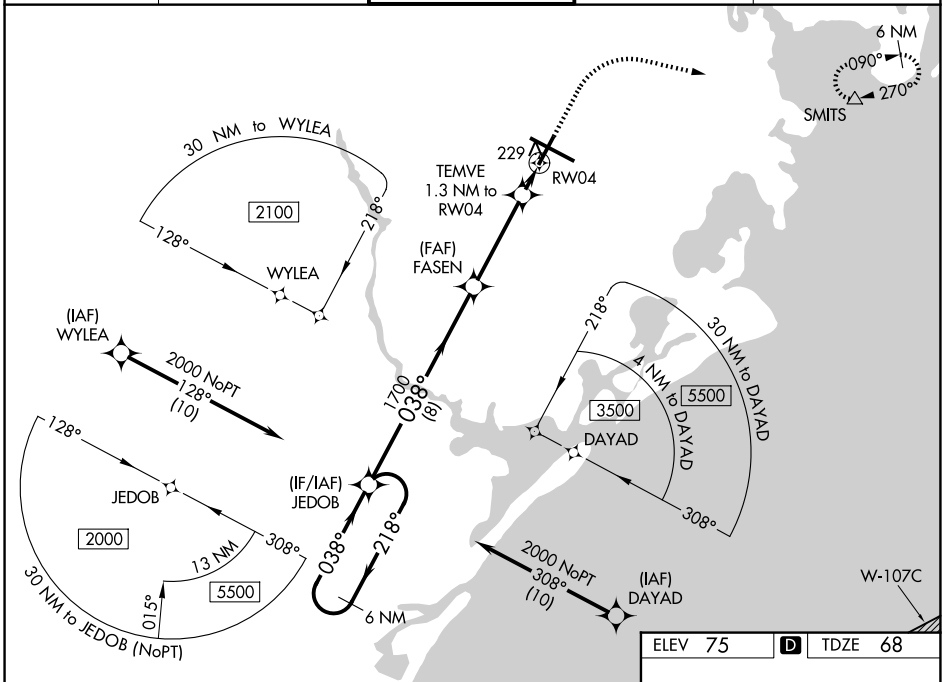 6 NM
090°
270°
SMITS
30 NM to WYLEA
2100
218°
128°
WYLEA
229
RW04
TEMVE
1.3 NM to
RW04
(FAF)
FASEN
(IAF)
WYLEA
2000 NoPT
128°
(10)
1700
038°
(8)
218°
30 NM to DAYAD
4 NM to DAYAD
5500
3500
DAYAD
308°
128°
JEDOB
2000
308°
13 NM
5500
015°
30 NM to JEDOB (NoPT)
(IF/IAF)
JEDOB
038°
218°
6 NM
2000 NoPT
308°
(10)
(IAF)
DAYAD
W-107C
ELEV 75 D TDZE 68